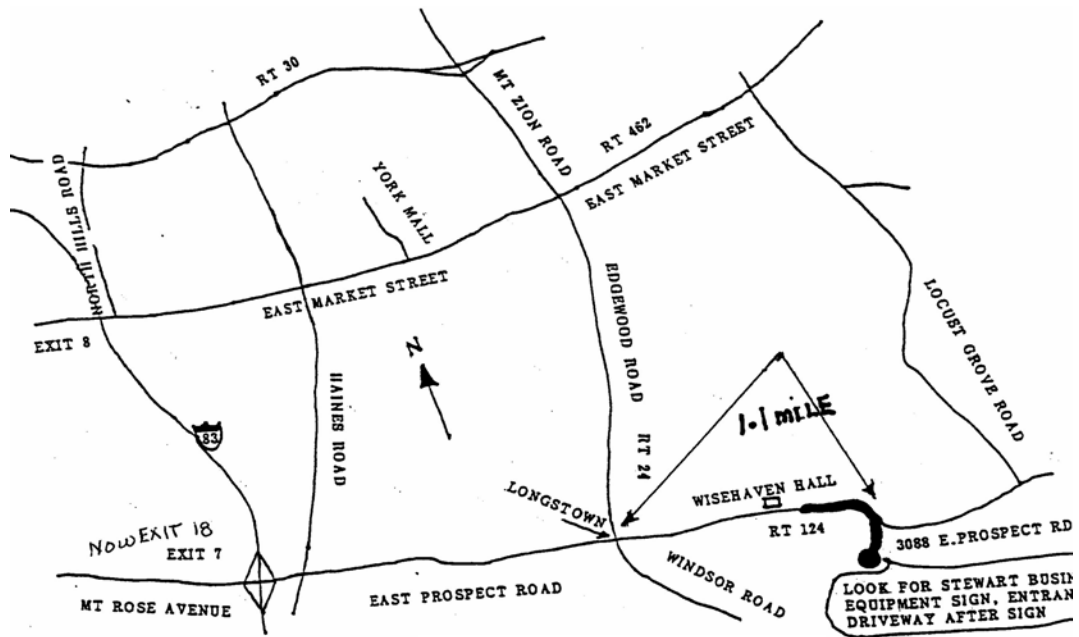 RT 30
MT ZION ROAD
RT 462
EAST MARKET STREET
NORTH HILLS ROAD
YORK MALL
EAST MARKET STREET
EXIT 8
N
EDGEWOOD ROAD
RT 24
LOCUST GROVE ROAD
HAINES ROAD
83
1.1 MILE
LONGSTOWN
WISEHAVEN HALL
RT 124
NOW EXIT 18
EXIT 7
3088 E.PROSPECT RD
MT ROSE AVENUE
EAST PROSPECT ROAD
WINDSOR ROAD
LOOK FOR STEWART BUSIN
EQUIPMENT SIGN, ENTRAN
DRIVEWAY AFTER SIGN